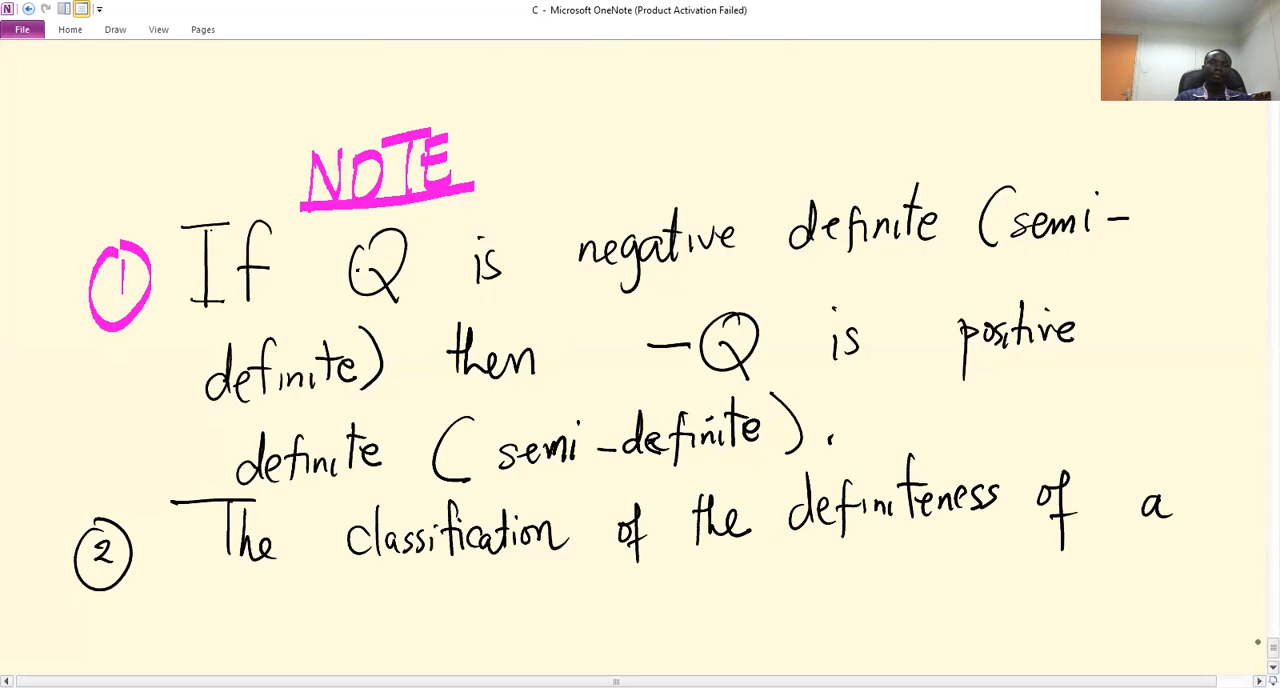 C - Microsoft OneNote (Product Activation Failed)
File Home Draw View Pages
NOTE
① If Q is negative definite (semi-
definite) then -Q is positive
definite (semi-definite).
② The classification of the definiteness of a